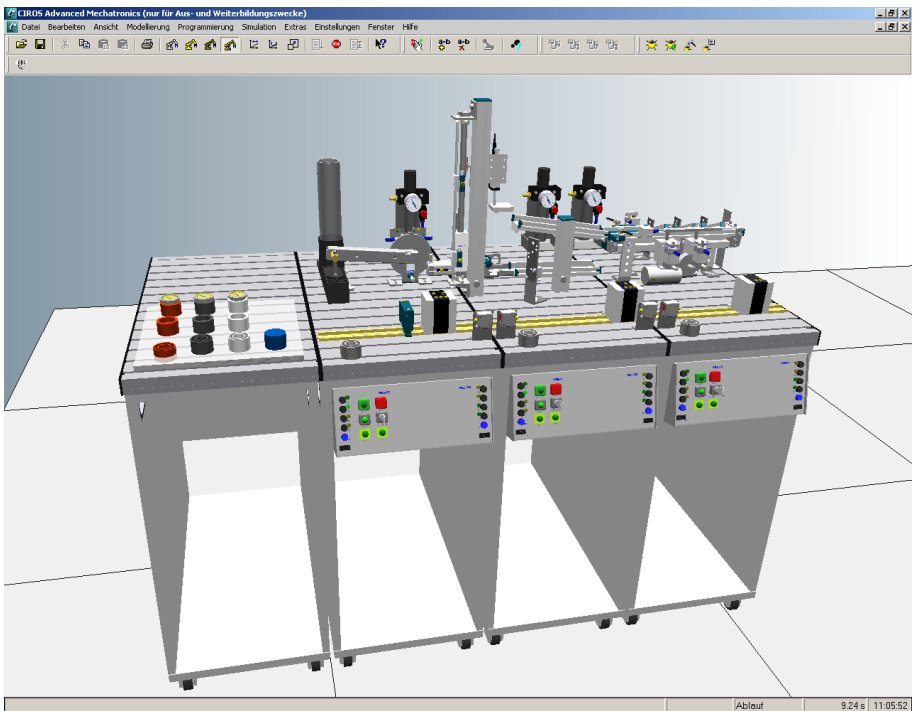 CIROS Advanced Mechatronics (nur für Aus- und Weiterbildungszwecke)
Datei Bearbeiten Ansicht Modellierung Programmierung Simulation Extras Einstellungen Fenster Hilfe
a-b a-b
Ablauf 9.24 s 11:05:52